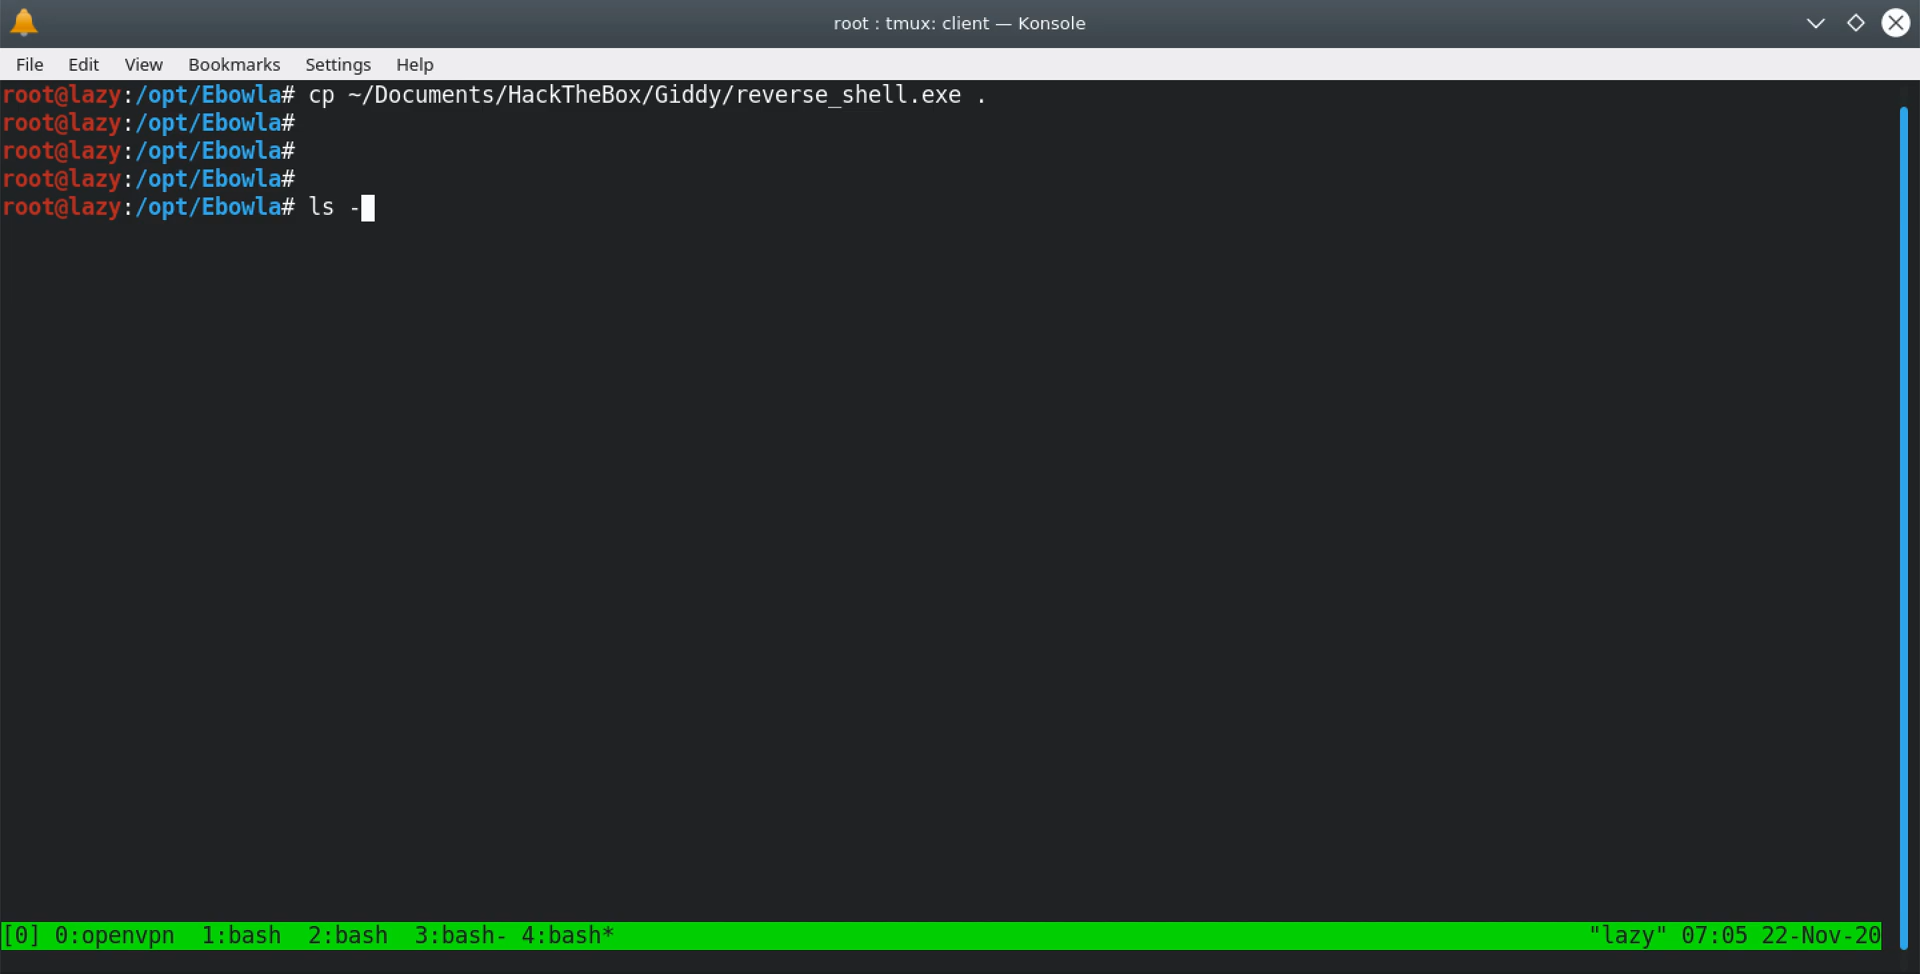 root : tmux: client — Konsole
File Edit View Bookmarks Settings Help
root@lazy:/opt/Ebowla# cp ~/Documents/HackTheBox/Giddy/reverse_shell.exe .
root@lazy:/opt/Ebowla#
root@lazy:/opt/Ebowla#
root@lazy:/opt/Ebowla#
root@lazy:/opt/Ebowla# ls -
[0] 0:openvpn  1:bash  2:bash  3:bash- 4:bash* "lazy" 07:05 22-Nov-20